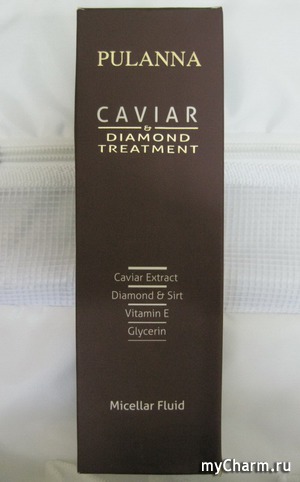 PULANNA
CAVIAR
&
DIAMOND
TREATMENT
Caviar Extract
Diamond & Sirt
Vitamin E
Glycerin
Micellar Fluid
myCharm.ru